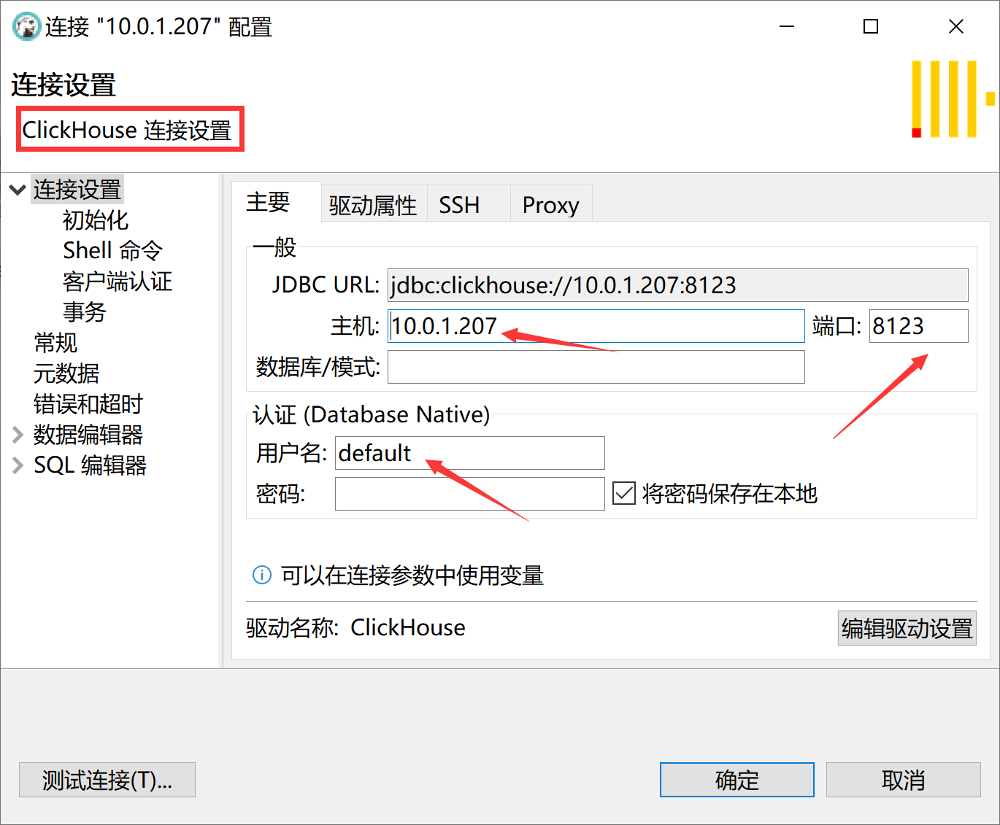 连接 "10.0.1.207" 配置
连接设置
ClickHouse 连接设置
连接设置
初始化
Shell 命令
客户端认证
事务
常规
元数据
错误和超时
数据编辑器
SQL 编辑器
主要 驱动属性 SSH Proxy
一般
JDBC URL: jdbc:clickhouse://10.0.1.207:8123
主机: 10.0.1.207 端口: 8123
数据库/模式:
认证 (Database Native)
用户名: default
密码: 将密码保存在本地
可以在连接参数中使用变量
驱动名称: ClickHouse 编辑驱动设置
测试连接(T)... 确定 取消